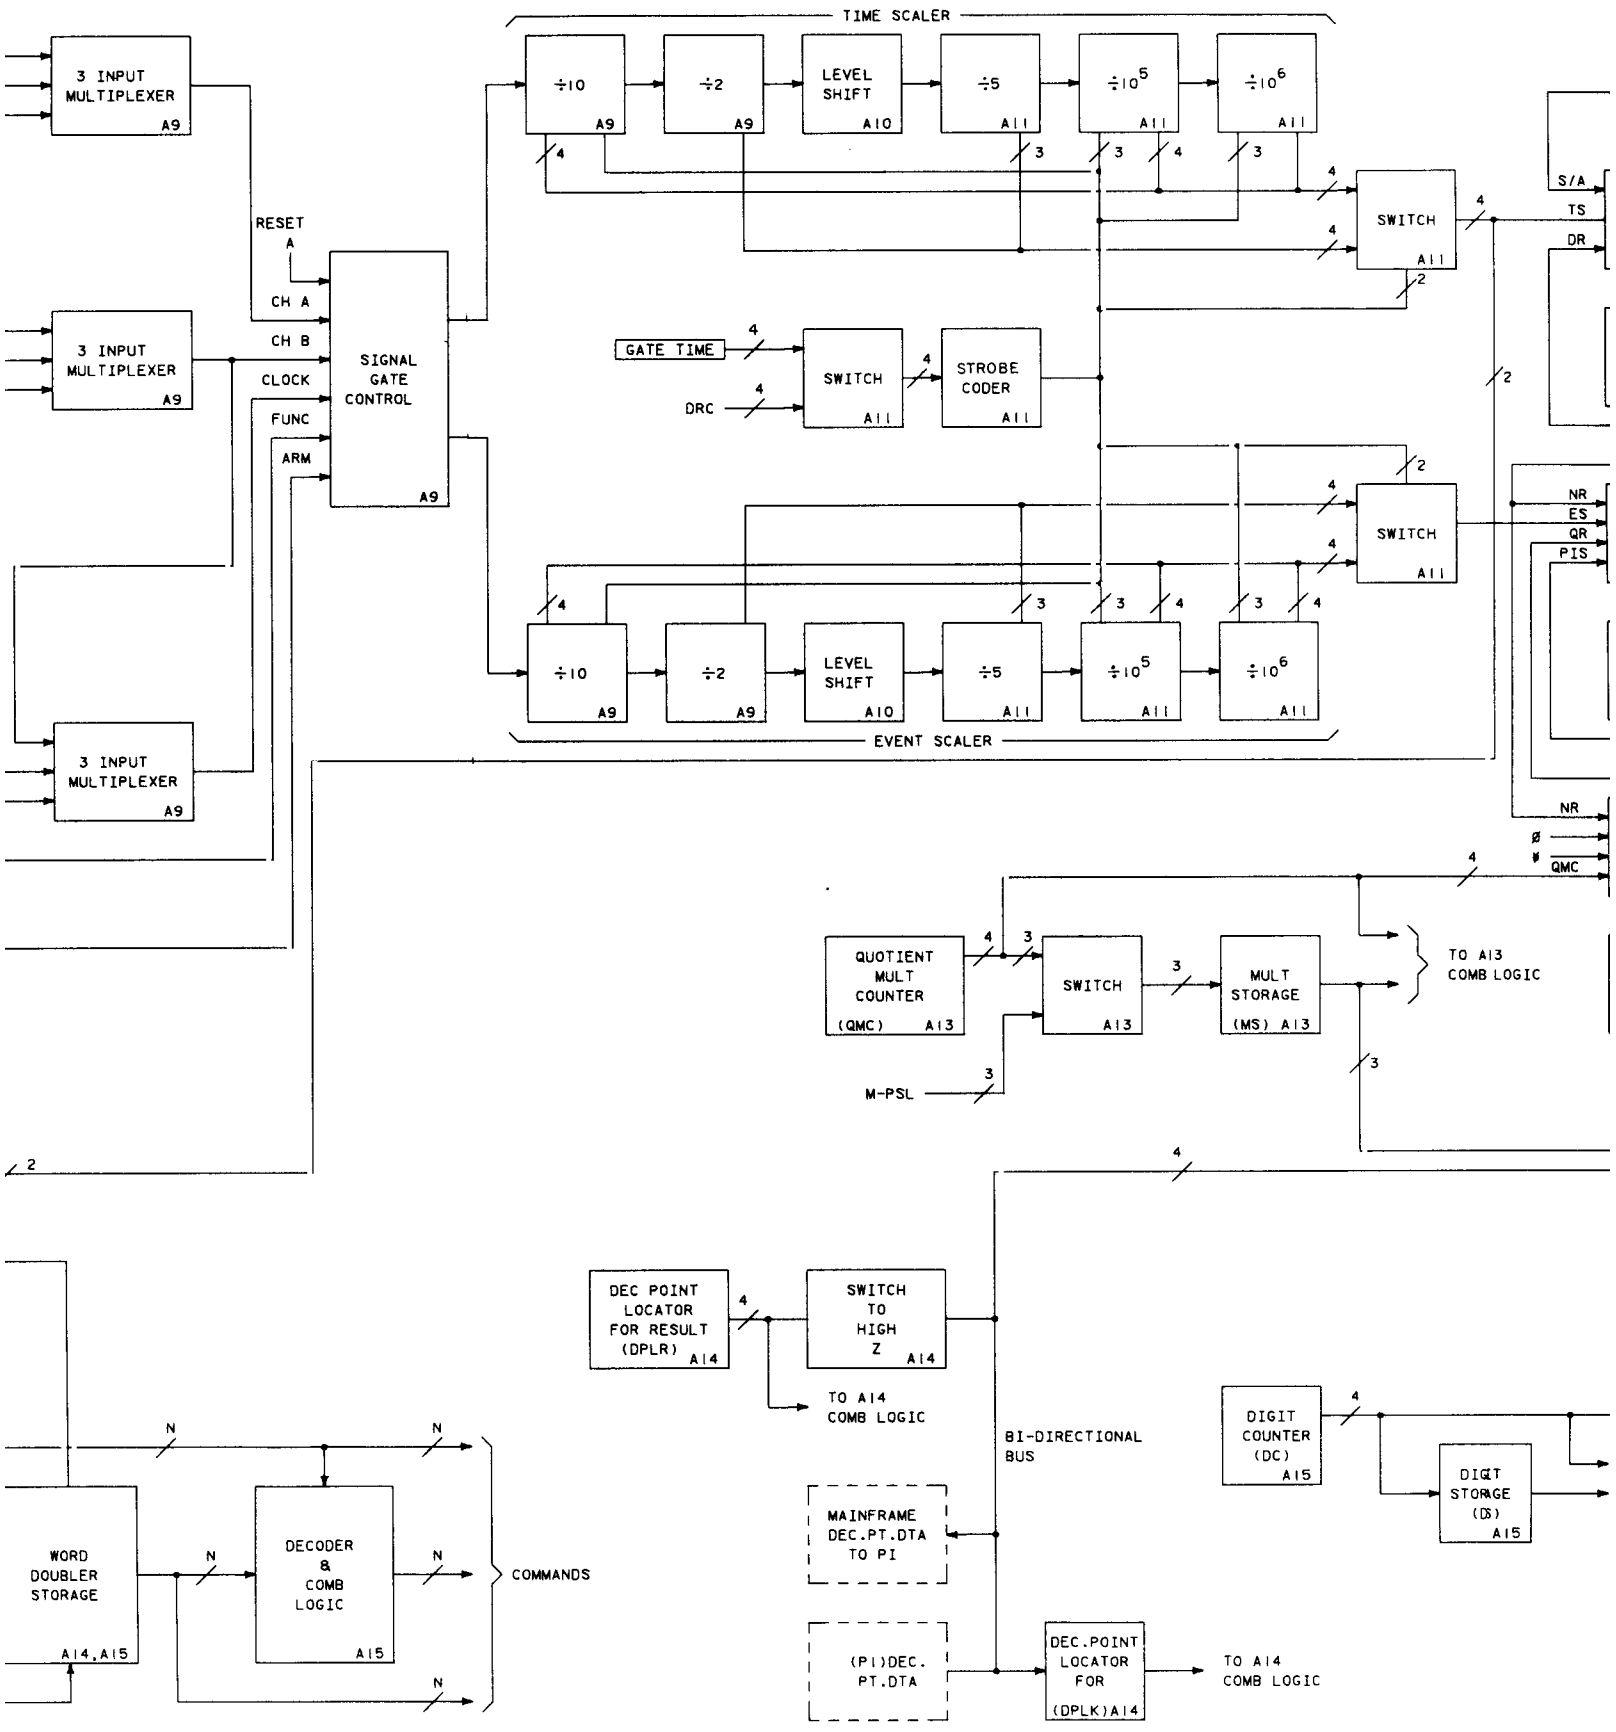 TIME SCALER
3 INPUT
MULTIPLEXER
A9
÷10
A9
÷2
A9
LEVEL
SHIFT
A10
÷5
A11
÷10⁵
A11
÷10⁶
A11
4
3
3
4
3
4
4
SWITCH
A11
4
2
S/A
TS
DR
RESET
A
CH A
CH B
CLOCK
FUNC
ARM
SIGNAL
GATE
CONTROL
A9
3 INPUT
MULTIPLEXER
A9
GATE TIME
4
DRC
4
SWITCH
A11
4
STROBE
CODER
A11
2
2
4
4
SWITCH
A11
NR
ES
QR
PIS
4
3
3
4
3
4
÷10
A9
÷2
A9
LEVEL
SHIFT
A10
÷5
A11
÷10⁵
A11
÷10⁶
A11
EVENT SCALER
3 INPUT
MULTIPLEXER
A9
NR
Ø
QMC
4
QUOTIENT
MULT
COUNTER
(QMC) A13
4
3
SWITCH
A13
3
MULT
STORAGE
(MS) A13
TO A13
COMB LOGIC
3
M-PSL
3
2
4
DEC POINT
LOCATOR
FOR RESULT
(DPLR)
A14
4
SWITCH
TO
HIGH
Z
A14
TO A14
COMB LOGIC
BI-DIRECTIONAL
BUS
DIGIT
COUNTER
(DC)
A15
4
DIGIT
STORAGE
(DS)
A15
N
N
WORD
DOUBLER
STORAGE
A14,A15
N
DECODER
&
COMB
LOGIC
A15
N
N
COMMANDS
MAINFRAME
DEC.PT.DTA
TO PI
(PI)DEC.
PT.DTA
DEC.POINT
LOCATOR
FOR
(DPLK)A14
TO A14
COMB LOGIC